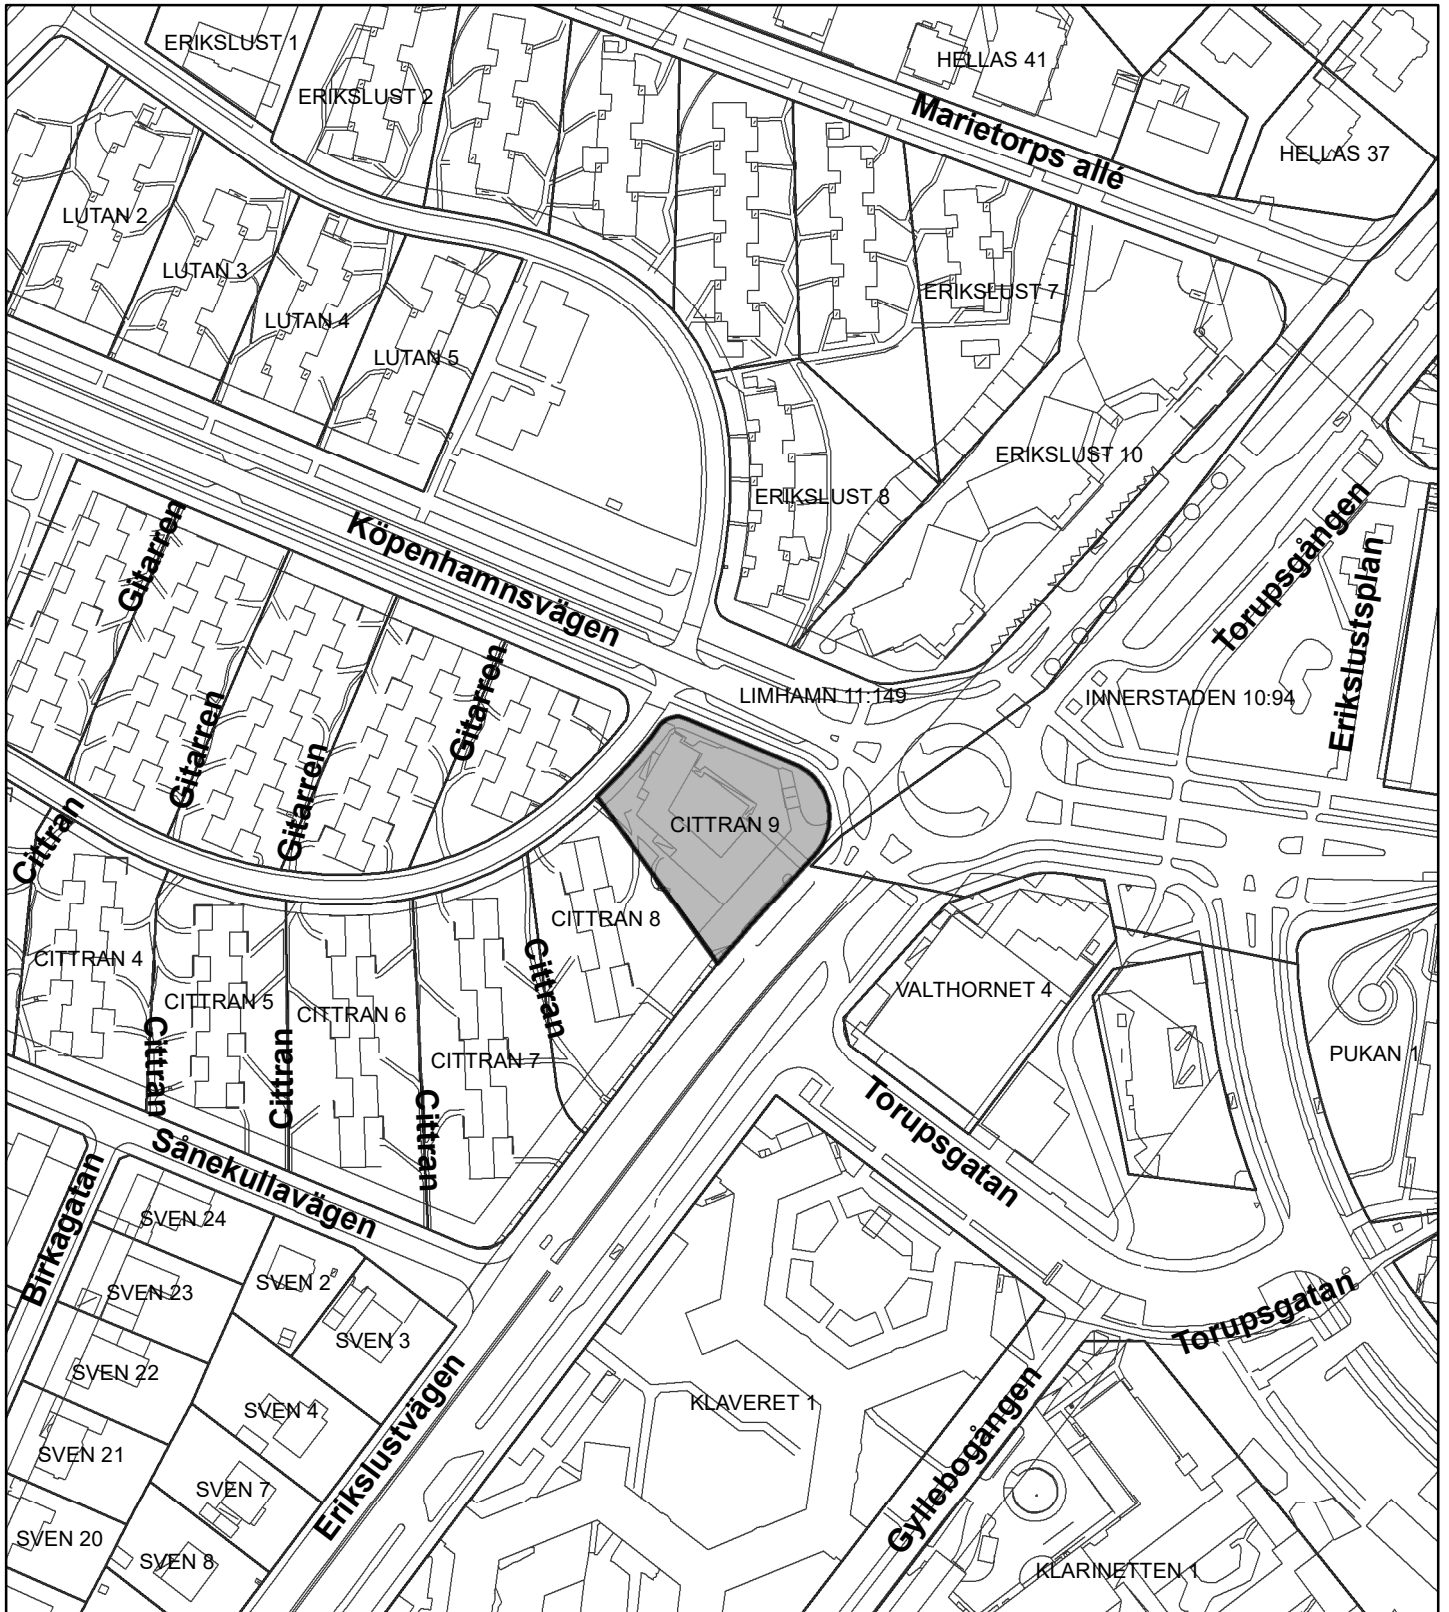 ERIKSLUST 1
HELLAS 41
ERIKSLUST 2
Marietorps allé
HELLAS 37
LUTAN 2
LUTAN 3
ERIKSLUST 7
LUTAN 4
LUTAN 5
ERIKSLUST 10
ERIKSLUST 8
Gitarren
Köpenhamnsvägen
Torupsgången
Erikslustsplan
Gitarren
Gitarren
Gitarren
LIMHAMN 11:149
INNERSTADEN 10:94
Cittran
CITTRAN 9
CITTRAN 8
CITTRAN 4
CITTRAN 5
CITTRAN 6
CITTRAN 7
Cittran
Cittran
Cittran
Cittran
VALTHORNET 4
PUKAN 1
Torupsgatan
Sånekullavägen
Birkagatan
SVEN 24
SVEN 23
SVEN 2
SVEN 3
SVEN 22
SVEN 4
SVEN 21
SVEN 7
SVEN 20
SVEN 8
Erikslustvägen
KLAVERET 1
Torupsgatan
Gyllebogången
KLARINETTEN 1